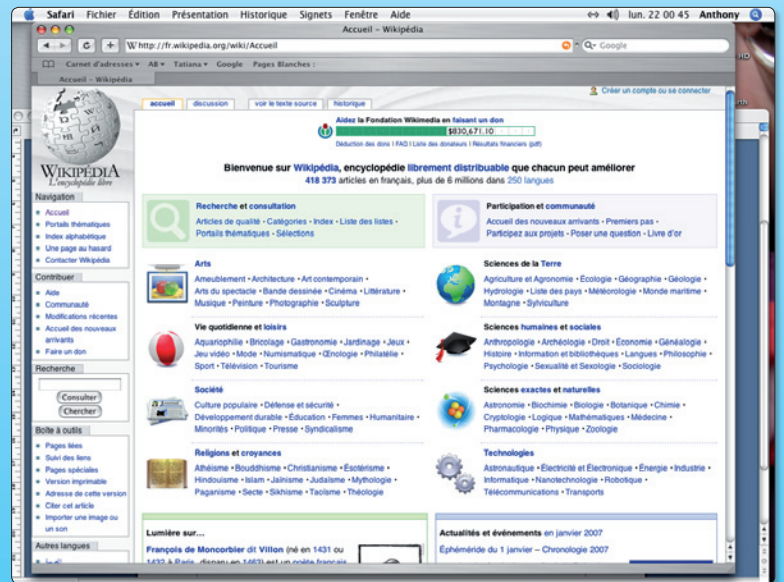 Safari Fichier Édition Présentation Historique Signets Fenêtre Aide lun. 22 00 45 Anthony
Accueil – Wikipédia
http://fr.wikipedia.org/wiki/Accueil
Google
Carnet d'adresses AB Tatiana Google Pages Blanches
Accueil – Wikipédia
HD
Créer un compte ou se connecter
accueil discussion voir le texte source historique
Aidez la Fondation Wikimedia en faisant un don
$830,671.10
Déduction des dons | FAQ | Liste des donateurs | Résultats financiers (pdf)
WIKIPÉDIA
L'encyclopédie libre
Bienvenue sur Wikipédia, encyclopédie librement distribuable que chacun peut améliorer
418 373 articles en français, plus de 6 millions dans 250 langues
Navigation
Accueil
Portails thématiques
Index alphabétique
Une page au hasard
Contacter Wikipédia
Contribuer
Aide
Communauté
Modifications récentes
Accueil des nouveaux
arrivants
Faire un don
Recherche
Consulter
Chercher
Boîte à outils
Pages liées
Suivi des liens
Pages spéciales
Version imprimable
Adresse de cette version
Citer cet article
Importer une image ou
un son
Autres langues
Recherche et consultation
Articles de qualité · Catégories · Index · Liste des listes ·
Portails thématiques · Sélections
Participation et communauté
Accueil des nouveaux arrivants · Premiers pas ·
Participez aux projets · Poser une question · Livre d'or
Arts
Ameublement · Architecture · Art contemporain ·
Arts du spectacle · Bande dessinée · Cinéma · Littérature ·
Musique · Peinture · Photographie · Sculpture
Sciences de la Terre
Agriculture et Agronomie · Écologie · Géographie · Géologie ·
Hydrologie · Liste des pays · Météorologie · Monde maritime ·
Montagne · Sylviculture
Vie quotidienne et loisirs
Aquariophilie · Bricolage · Gastronomie · Jardinage · Jeux ·
Jeu vidéo · Mode · Numismatique · Œnologie · Philatélie ·
Sport · Télévision · Tourisme
Sciences humaines et sociales
Anthropologie · Archéologie · Droit · Économie · Généalogie ·
Histoire · Information et bibliothèques · Langues · Philosophie ·
Psychologie · Sexualité et Sexologie · Sociologie
Société
Culture populaire · Défense et sécurité ·
Développement durable · Éducation · Femmes · Humanitaire ·
Minorités · Politique · Presse · Syndicalisme
Sciences exactes et naturelles
Astronomie · Biochimie · Biologie · Botanique · Chimie ·
Cryptologie · Logique · Mathématiques · Médecine ·
Pharmacologie · Physique · Zoologie
Religions et croyances
Athéisme · Bouddhisme · Christianisme · Ésotérisme ·
Hindouisme · Islam · Jaïnisme · Judaïsme · Mythologie ·
Paganisme · Secte · Sikhisme · Taoïsme · Théologie
Technologies
Astronautique · Électricité et Électronique · Énergie · Industrie ·
Informatique · Nanotechnologie · Robotique ·
Télécommunications · Transports
Lumière sur...
François de Moncorbier dit Villon (né en 1431 ou
1432 à Paris, disparu en 1463) est un poète français
Actualités et événements en janvier 2007
Éphéméride du 1 janvier – Chronologie 2007